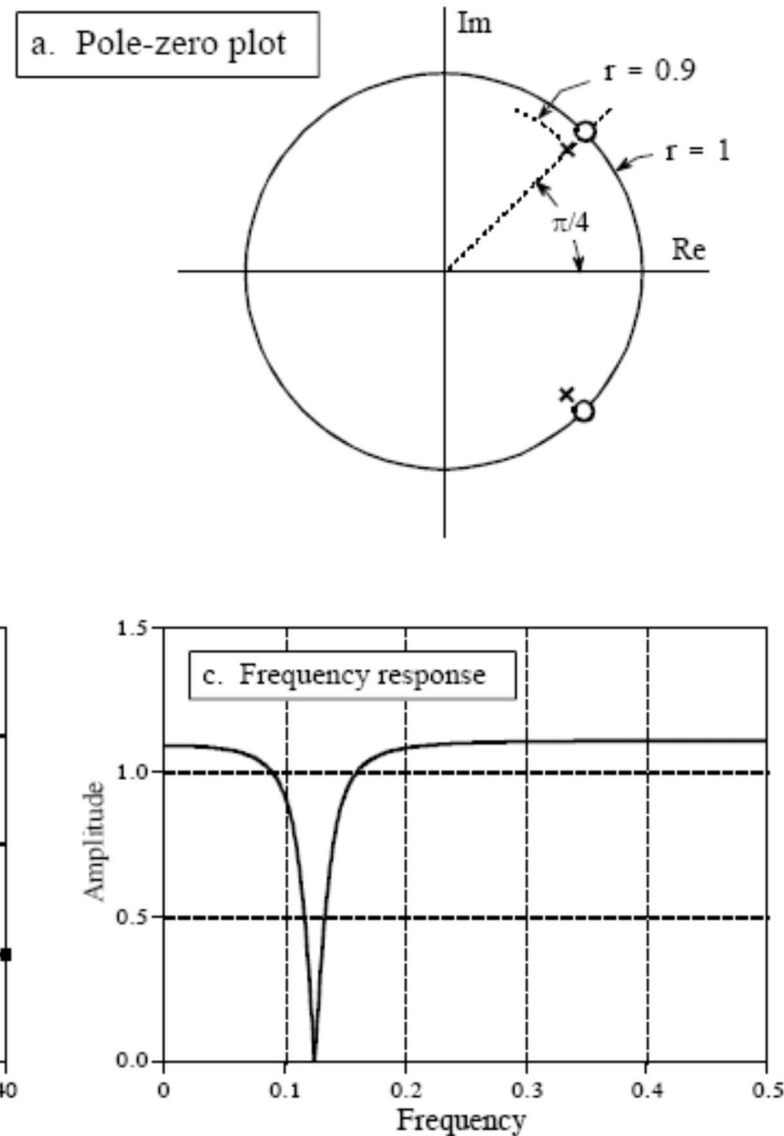 a. Pole-zero plot
Im
r = 0.9
r = 1
π/4
Re
c. Frequency response
Amplitude
1.5
1.0
0.5
0.0
40
0 0.1 0.2 0.3 0.4 0.5
Frequency